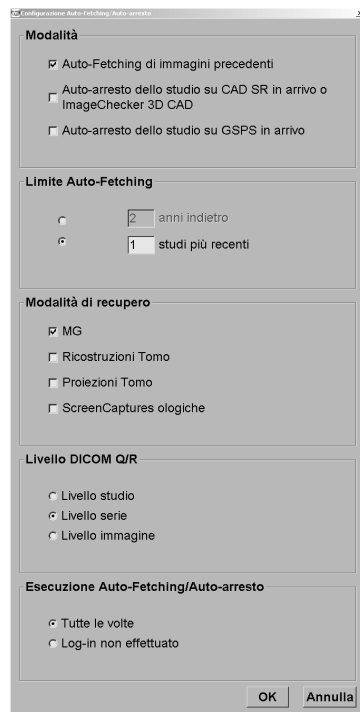 Configurazione Auto-Fetching/Auto-arresto
Modalità
Auto-Fetching di immagini precedenti
Auto-arresto dello studio su CAD SR in arrivo o
ImageChecker 3D CAD
Auto-arresto dello studio su GSPS in arrivo
Limite Auto-Fetching
2 anni indietro
1 studi più recenti
Modalità di recupero
MG
Ricostruzioni Tomo
Proiezioni Tomo
ScreenCaptures ologiche
Livello DICOM Q/R
Livello studio
Livello serie
Livello immagine
Esecuzione Auto-Fetching/Auto-arresto
Tutte le volte
Log-in non effettuato
OK Annulla